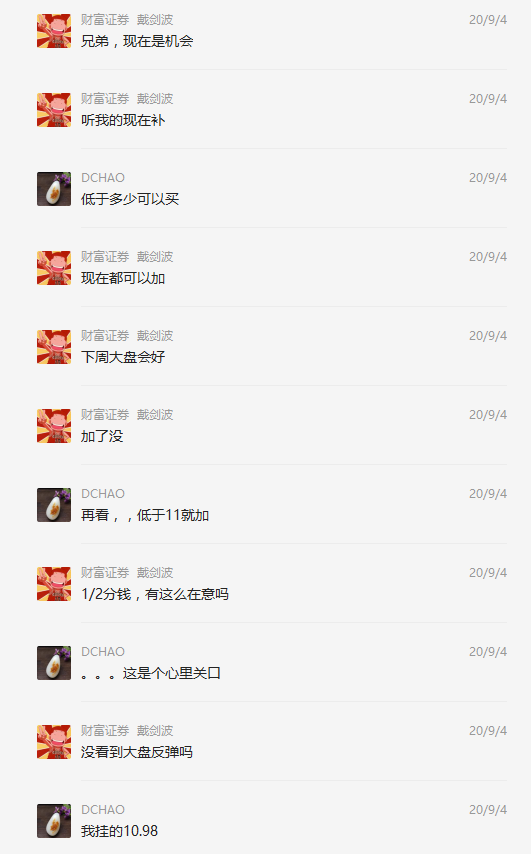 财富证券 戴剑波 20/9/4
兄弟，现在是机会
财富证券 戴剑波 20/9/4
听我的现在补
DCHAO 20/9/4
低于多少可以买
财富证券 戴剑波 20/9/4
现在都可以加
财富证券 戴剑波 20/9/4
下周大盘会好
财富证券 戴剑波 20/9/4
加了没
DCHAO 20/9/4
再看，，低于11就加
财富证券 戴剑波 20/9/4
1/2分钱，有这么在意吗
DCHAO 20/9/4
。。。这是个心里关口
财富证券 戴剑波 20/9/4
没看到大盘反弹吗
DCHAO 20/9/4
我挂的10.98